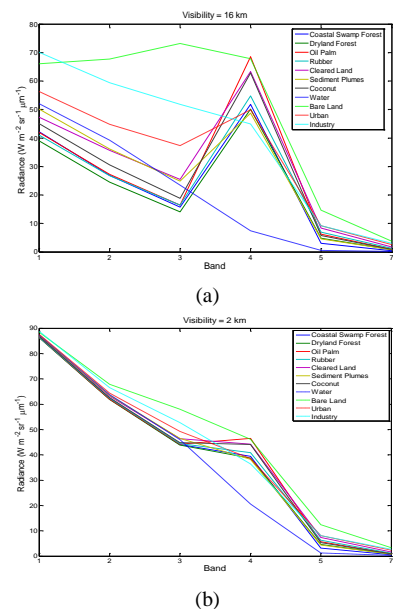 Visibility = 16 km
80
70
60
50
40
30
20
10
0
Radiance (W m⁻² sr⁻¹ μm⁻¹)
Coastal Swamp Forest
Dryland Forest
Oil Palm
Rubber
Cleared Land
Sediment Plumes
Coconut
Water
Bare Land
Urban
Industry
1 2 3 4 5 7
Band
(a)
Visibility = 2 km
90
80
70
60
50
40
30
20
10
0
Radiance (W m⁻² sr⁻¹ μm⁻¹)
Coastal Swamp Forest
Dryland Forest
Oil Palm
Rubber
Cleared Land
Sediment Plumes
Coconut
Water
Bare Land
Urban
Industry
1 2 3 4 5 7
Band
(b)